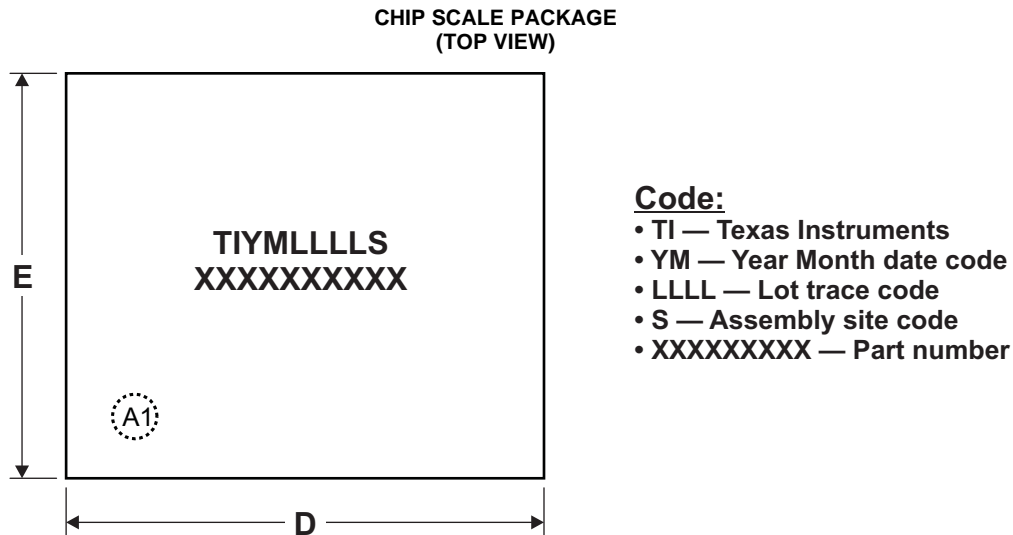 CHIP SCALE PACKAGE
(TOP VIEW)
E
TIYMLLLLS
XXXXXXXXXX
A1
D
Code:
• TI — Texas Instruments
• YM — Year Month date code
• LLLL — Lot trace code
• S — Assembly site code
• XXXXXXXXX — Part number